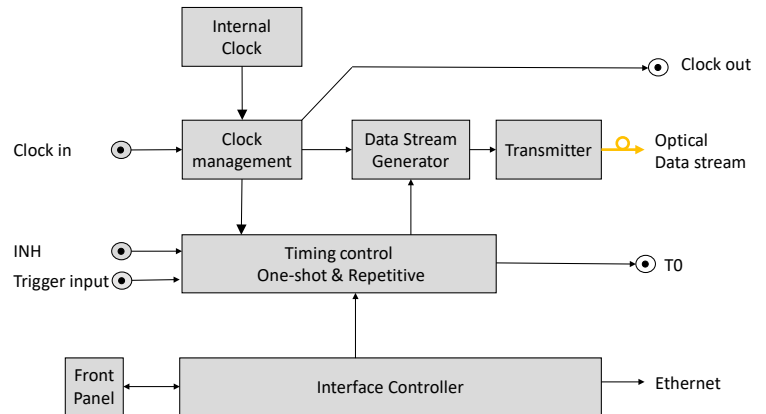 Internal
Clock
Clock out
Clock in
Clock
management
Data Stream
Generator
Transmitter
Optical
Data stream
INH
Trigger input
Timing control
One-shot & Repetitive
T0
Front
Panel
Interface Controller
Ethernet